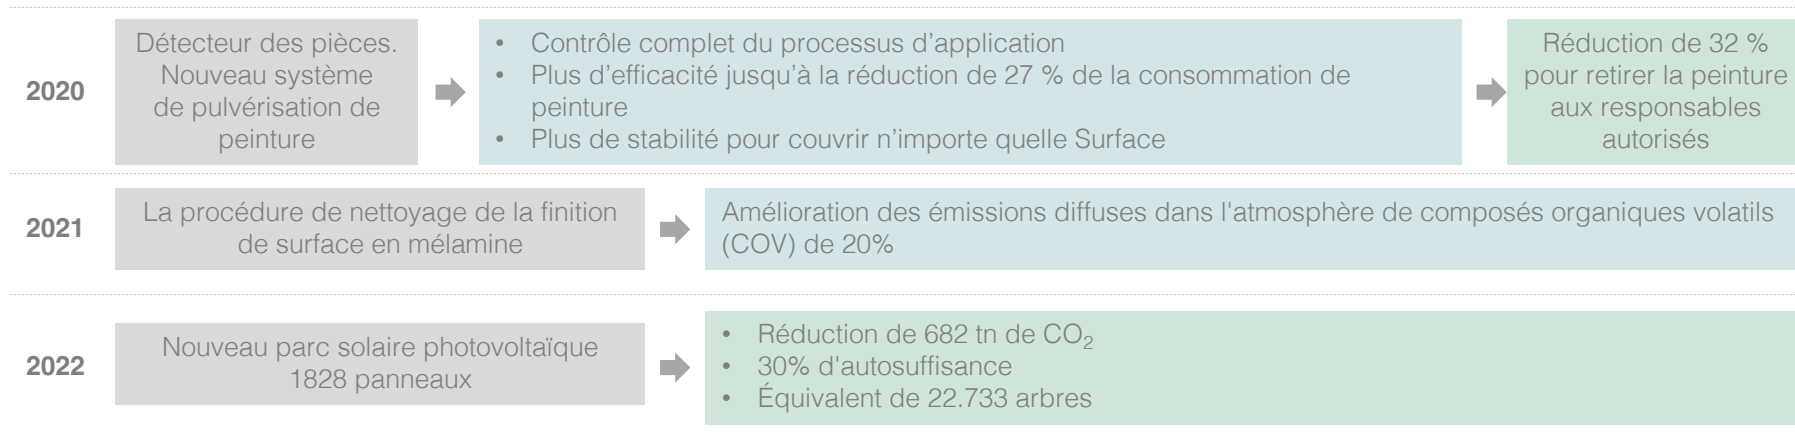 2020
Détecteur des pièces.
Nouveau système
de pulvérisation de
peinture
• Contrôle complet du processus d’application
• Plus d’efficacité jusqu’à la réduction de 27 % de la consommation de
peinture
• Plus de stabilité pour couvrir n’importe quelle Surface
Réduction de 32 %
pour retirer la peinture
aux responsables
autorisés
2021
La procédure de nettoyage de la finition
de surface en mélamine
Amélioration des émissions diffuses dans l'atmosphère de composés organiques volatils
(COV) de 20%
2022
Nouveau parc solaire photovoltaïque
1828 panneaux
• Réduction de 682 tn de CO₂
• 30% d'autosuffisance
• Équivalent de 22.733 arbres